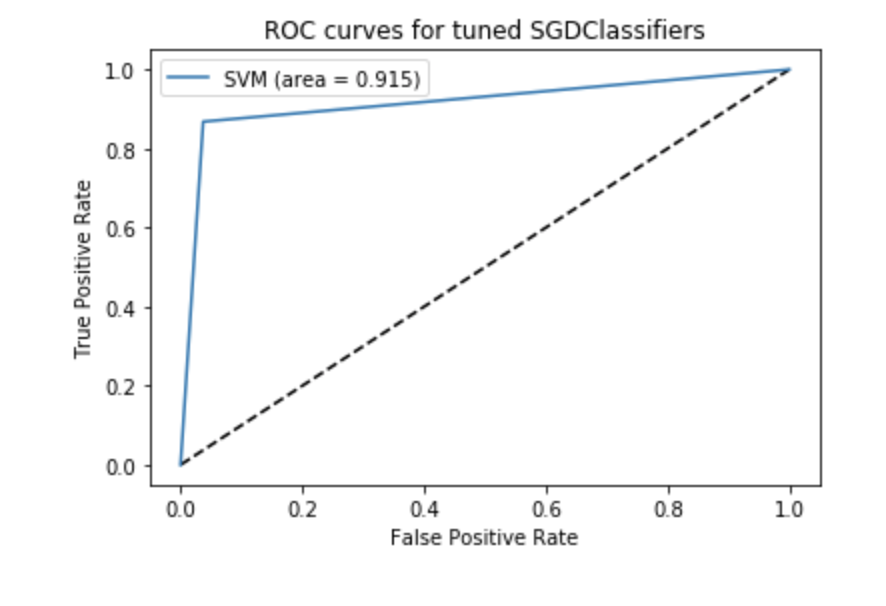 ROC curves for tuned SGDClassifiers
SVM (area = 0.915)
1.0
0.8
0.6
0.4
0.2
0.0
True Positive Rate
0.0 0.2 0.4 0.6 0.8 1.0
False Positive Rate